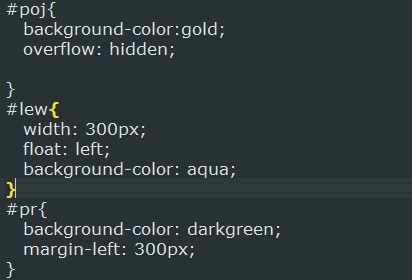 #poj{
background-color:gold;
overflow: hidden;
}
#lew{
width: 300px;
float: left;
background-color: aqua;
}
#pr{
background-color: darkgreen;
margin-left: 300px;
}